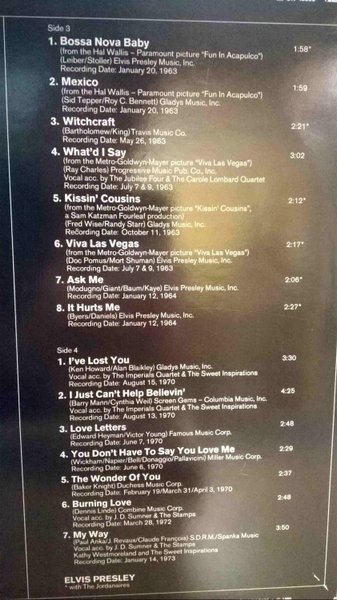 Side 3
1. Bossa Nova Baby
(from the Hal Wallis – Paramount picture "Fun In Acapulco") 1:58*
(Leiber/Stoller) Elvis Presley Music, Inc.
Recording Date: January 20, 1963
2. Mexico
(from the Hal Wallis – Paramount picture "Fun In Acapulco") 1:59
(Sid Tepper/Roy C. Bennett) Gladys Music, Inc.
Recording Date: January 20, 1963
3. Witchcraft
(Bartholomew/King) Travis Music Co. 2:21*
Recording Date: May 26, 1963
4. What'd I Say
(from the Metro-Goldwyn-Mayer picture "Viva Las Vegas") 3:02
(Ray Charles) Progressive Music Pub. Co., Inc.
Vocal acc. by The Jubilee Four & The Carole Lombard Quartet
Recording Date: July 7 & 9, 1963
5. Kissin' Cousins
(from the Metro-Goldwyn-Mayer picture "Kissin' Cousins", 2:12*
a Sam Katzman Fourleaf production)
(Fred Wise/Randy Starr) Gladys Music, Inc.
Recording Date: October 11, 1963
6. Viva Las Vegas
(from the Metro-Goldwyn-Mayer picture "Viva Las Vegas") 2:17*
(Doc Pomus/Mort Shuman) Elvis Presley Music, Inc.
Recording Date: July 7 & 9, 1963
7. Ask Me
(Modugno/Giant/Baum/Kaye) Elvis Presley Music, Inc. 2:06*
Recording Date: January 12, 1964
8. It Hurts Me
(Byers/Daniels) Elvis Presley Music, Inc. 2:27*
Recording Date: January 12, 1964
Side 4
1. I've Lost You 3:30
(Ken Howard/Alan Blaikley) Gladys Music, Inc.
Vocal acc. by The Imperials Quartet & The Sweet Inspirations
Recording Date: August 15, 1970
2. I Just Can't Help Believin' 4:25
(Barry Mann/Cynthia Weil) Screen Gems – Columbia Music, Inc.
Vocal acc. by The Imperials Quartet & The Sweet Inspirations
Recording Date: August 13, 1970
3. Love Letters 2:48
(Edward Heyman/Victor Young) Famous Music Corp.
Recording Date: June 7, 1970
4. You Don't Have To Say You Love Me 2:29
(Wickham/Napier/Bell/Donaggio/Pallavicini) Miller Music Corp.
Recording Date: June 6, 1970
5. The Wonder Of You 2:37
(Baker Knight) Duchess Music Corp.
Recording Date: February 19/March 31/April 3, 1970
6. Burning Love 2:48
(Dennis Linde) Combine Music Corp.
Vocal acc. by J. D. Sumner & The Stamps
Recording Date: March 28, 1972
7. My Way 3:50
(Paul Anka/J. Revaux/Claude François) S.D.R.M./Spanka Music
Vocal acc. by J. D. Sumner & The Stamps
Kathy Westmoreland and The Sweet Inspirations
Recording Date: January 14, 1973
ELVIS PRESLEY
* with The Jordanaires